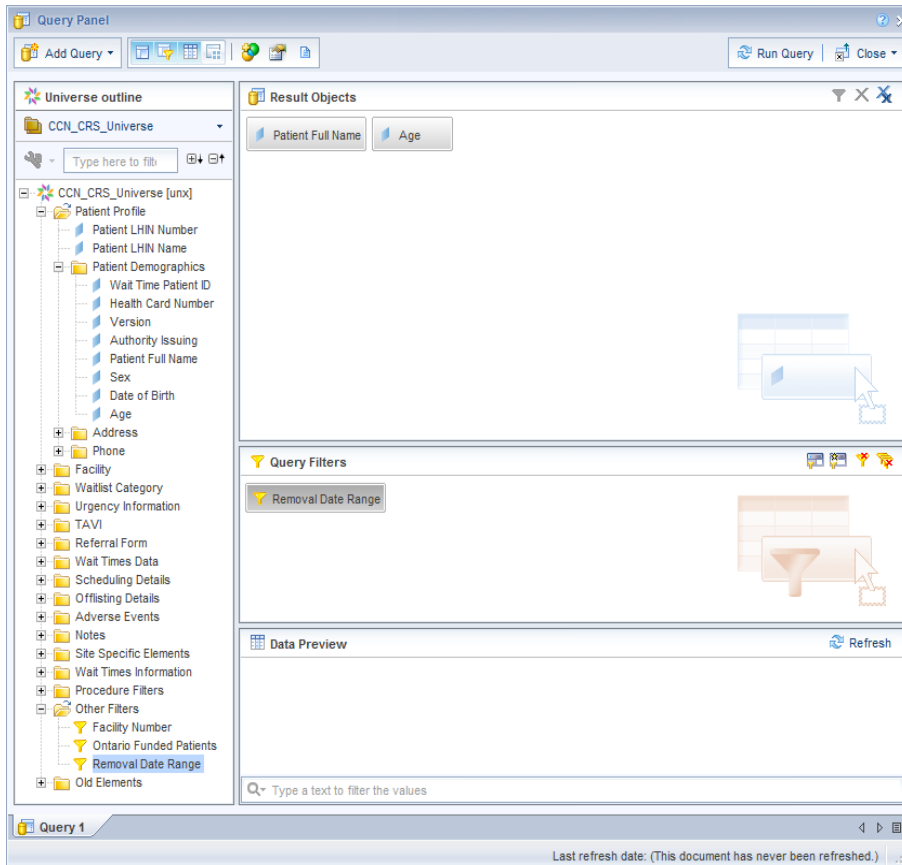 Query Panel
Add Query
Run Query
Close
Universe outline
CCN_CRS_Universe
Type here to filt
CCN_CRS_Universe [unx]
Patient Profile
Patient LHIN Number
Patient LHIN Name
Patient Demographics
Wait Time Patient ID
Health Card Number
Version
Authority Issuing
Patient Full Name
Sex
Date of Birth
Age
Address
Phone
Facility
Waitlist Category
Urgency Information
TAVI
Referral Form
Wait Times Data
Scheduling Details
Offlisting Details
Adverse Events
Notes
Site Specific Elements
Wait Times Information
Procedure Filters
Other Filters
Facility Number
Ontario Funded Patients
Removal Date Range
Old Elements
Result Objects
Patient Full Name
Age
Query Filters
Removal Date Range
Data Preview
Refresh
Type a text to filter the values
Query 1
Last refresh date: (This document has never been refreshed.)